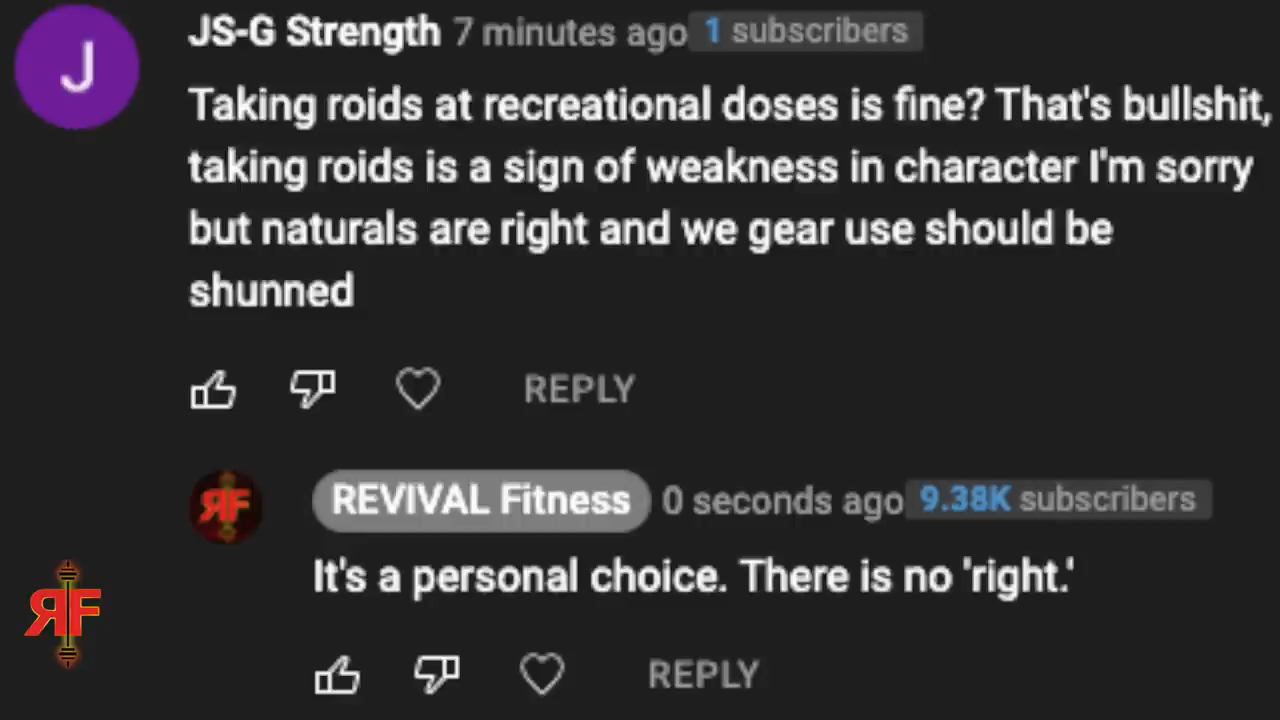 J
JS-G Strength 7 minutes ago 1 subscribers
Taking roids at recreational doses is fine? That's bullshit,
taking roids is a sign of weakness in character I'm sorry
but naturals are right and we gear use should be
shunned
REPLY
RF REVIVAL Fitness 0 seconds ago 9.38K subscribers
It's a personal choice. There is no 'right.'
RF
REPLY